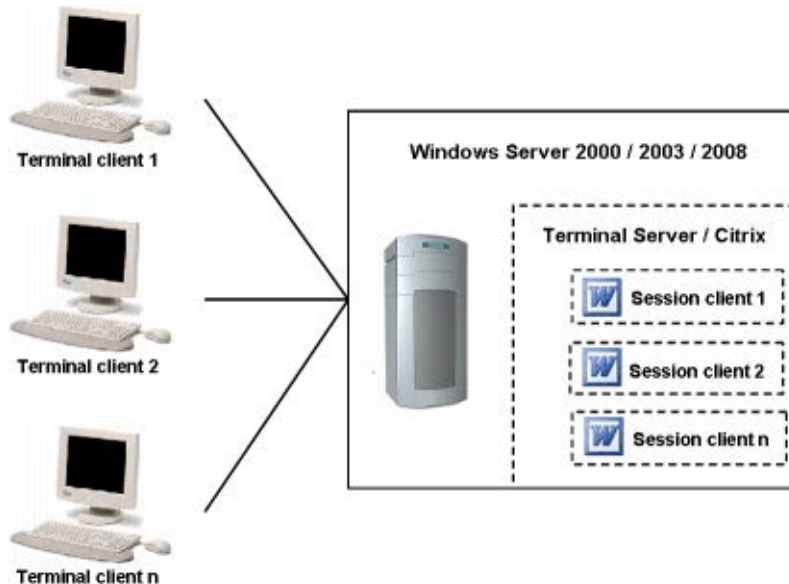 Terminal client 1
Terminal client 2
Terminal client n
Windows Server 2000 / 2003 / 2008
Terminal Server / Citrix
W Session client 1
W Session client 2
W Session client n